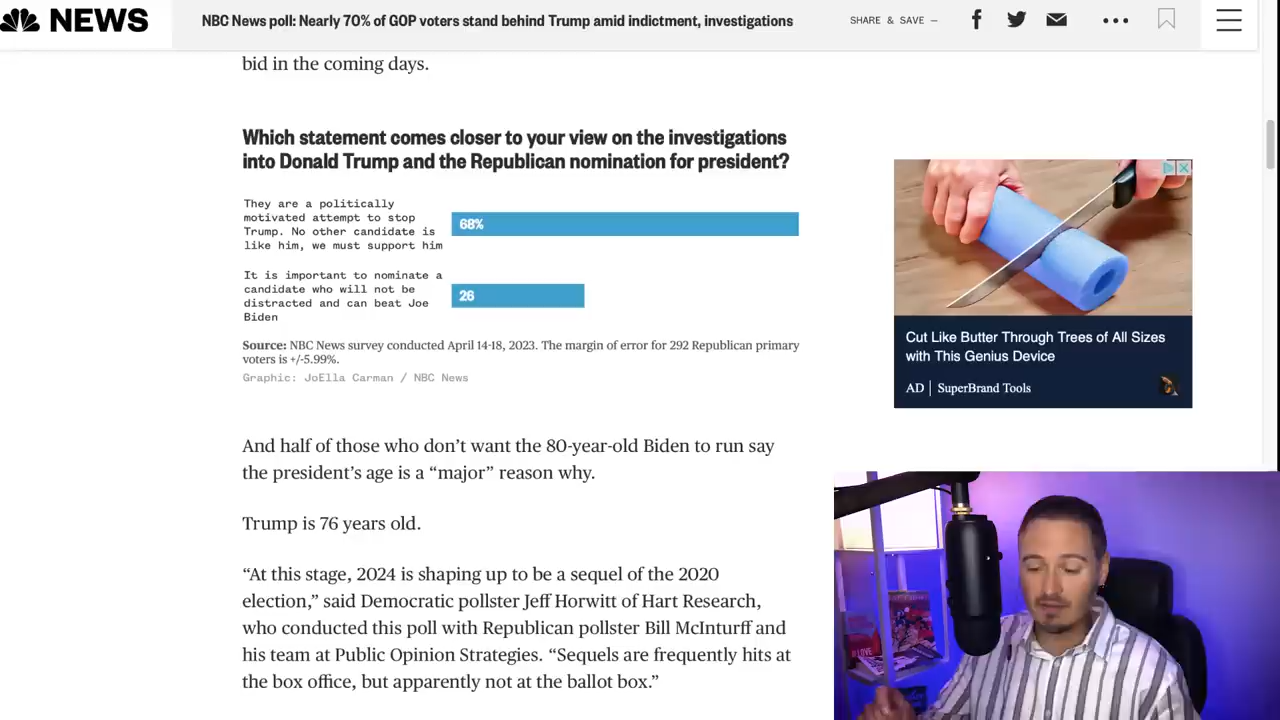 NEWS
NBC News poll: Nearly 70% of GOP voters stand behind Trump amid indictment, investigations
SHARE & SAVE —
bid in the coming days.
Which statement comes closer to your view on the investigations
into Donald Trump and the Republican nomination for president?
They are a politically
motivated attempt to stop
Trump. No other candidate is
like him, we must support him
68%
It is important to nominate a
candidate who will not be
distracted and can beat Joe
Biden
26
Source: NBC News survey conducted April 14-18, 2023. The margin of error for 292 Republican primary
voters is +/-5.99%.
Graphic: JoElla Carman / NBC News
Cut Like Butter Through Trees of All Sizes
with This Genius Device
AD | SuperBrand Tools
And half of those who don’t want the 80-year-old Biden to run say
the president’s age is a “major” reason why.
Trump is 76 years old.
“At this stage, 2024 is shaping up to be a sequel of the 2020
election,” said Democratic pollster Jeff Horwitt of Hart Research,
who conducted this poll with Republican pollster Bill McInturff and
his team at Public Opinion Strategies. “Sequels are frequently hits at
the box office, but apparently not at the ballot box.”